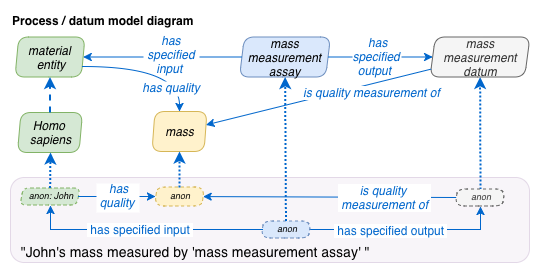 Process / datum model diagram
material
entity
has
specified
input
mass
measurement
assay
has
specified
output
mass
measurement
datum
has quality
is quality measurement of
Homo
sapiens
mass
anon: John
has
quality
anon
is quality
measurement of
anon
has specified input
anon
has specified output
"John's mass measured by 'mass measurement assay' "